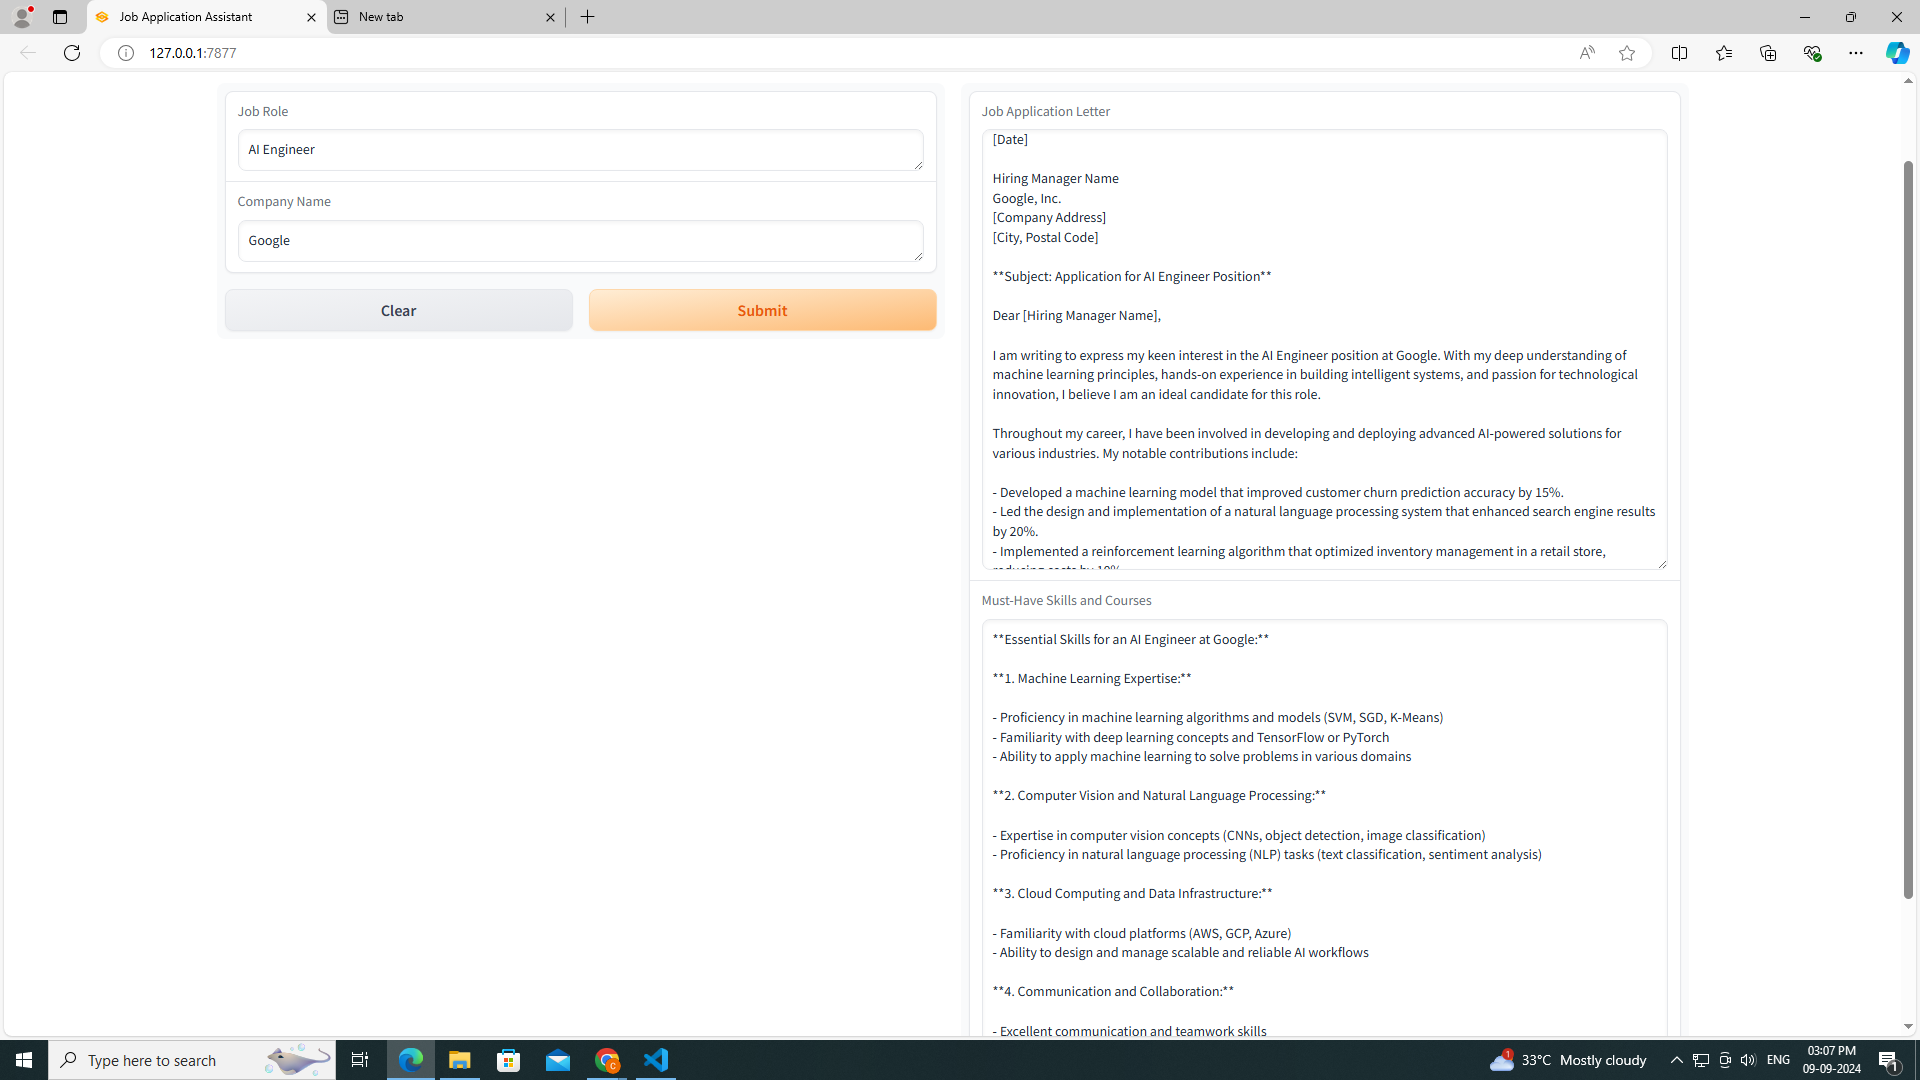 Job Application Assistant
New tab
127.0.0.1:7877
Job Role
AI Engineer
Company Name
Google
Clear
Submit
Job Application Letter
[Date]
Hiring Manager Name
Google, Inc.
[Company Address]
[City, Postal Code]
**Subject: Application for AI Engineer Position**
Dear [Hiring Manager Name],
I am writing to express my keen interest in the AI Engineer position at Google. With my deep understanding of
machine learning principles, hands-on experience in building intelligent systems, and passion for technological
innovation, I believe I am an ideal candidate for this role.
Throughout my career, I have been involved in developing and deploying advanced AI-powered solutions for
various industries. My notable contributions include:
- Developed a machine learning model that improved customer churn prediction accuracy by 15%.
- Led the design and implementation of a natural language processing system that enhanced search engine results
by 20%.
- Implemented a reinforcement learning algorithm that optimized inventory management in a retail store,
reducing costs by 10%.
Must-Have Skills and Courses
**Essential Skills for an AI Engineer at Google:**
**1. Machine Learning Expertise:**
- Proficiency in machine learning algorithms and models (SVM, SGD, K-Means)
- Familiarity with deep learning concepts and TensorFlow or PyTorch
- Ability to apply machine learning to solve problems in various domains
**2. Computer Vision and Natural Language Processing:**
- Expertise in computer vision concepts (CNNs, object detection, image classification)
- Proficiency in natural language processing (NLP) tasks (text classification, sentiment analysis)
**3. Cloud Computing and Data Infrastructure:**
- Familiarity with cloud platforms (AWS, GCP, Azure)
- Ability to design and manage scalable and reliable AI workflows
**4. Communication and Collaboration:**
- Excellent communication and teamwork skills
Type here to search
1
33°C Mostly cloudy
ENG
03:07 PM
09-09-2024
1